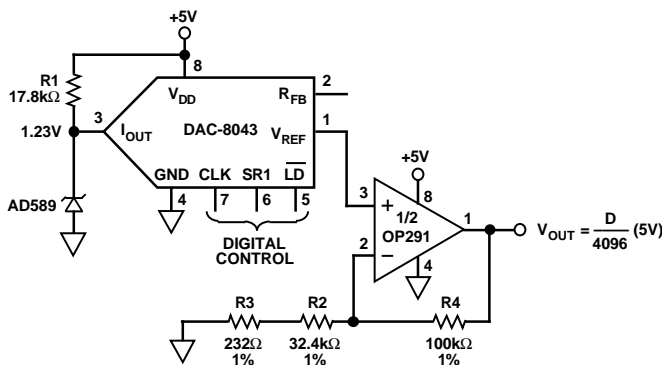 +5V
8
R1
17.8kΩ
VDD
RFB
2
3
IOUT
DAC-8043
1.23V
VREF
1
GND CLK SR1 LD
4
7
6
5
AD589
DIGITAL
CONTROL
+5V
8
3
+
1/2
OP291
1
VOUT = D/4096 (5V)
2
−
4
R3
R2
R4
232Ω
32.4kΩ
100kΩ
1%
1%
1%